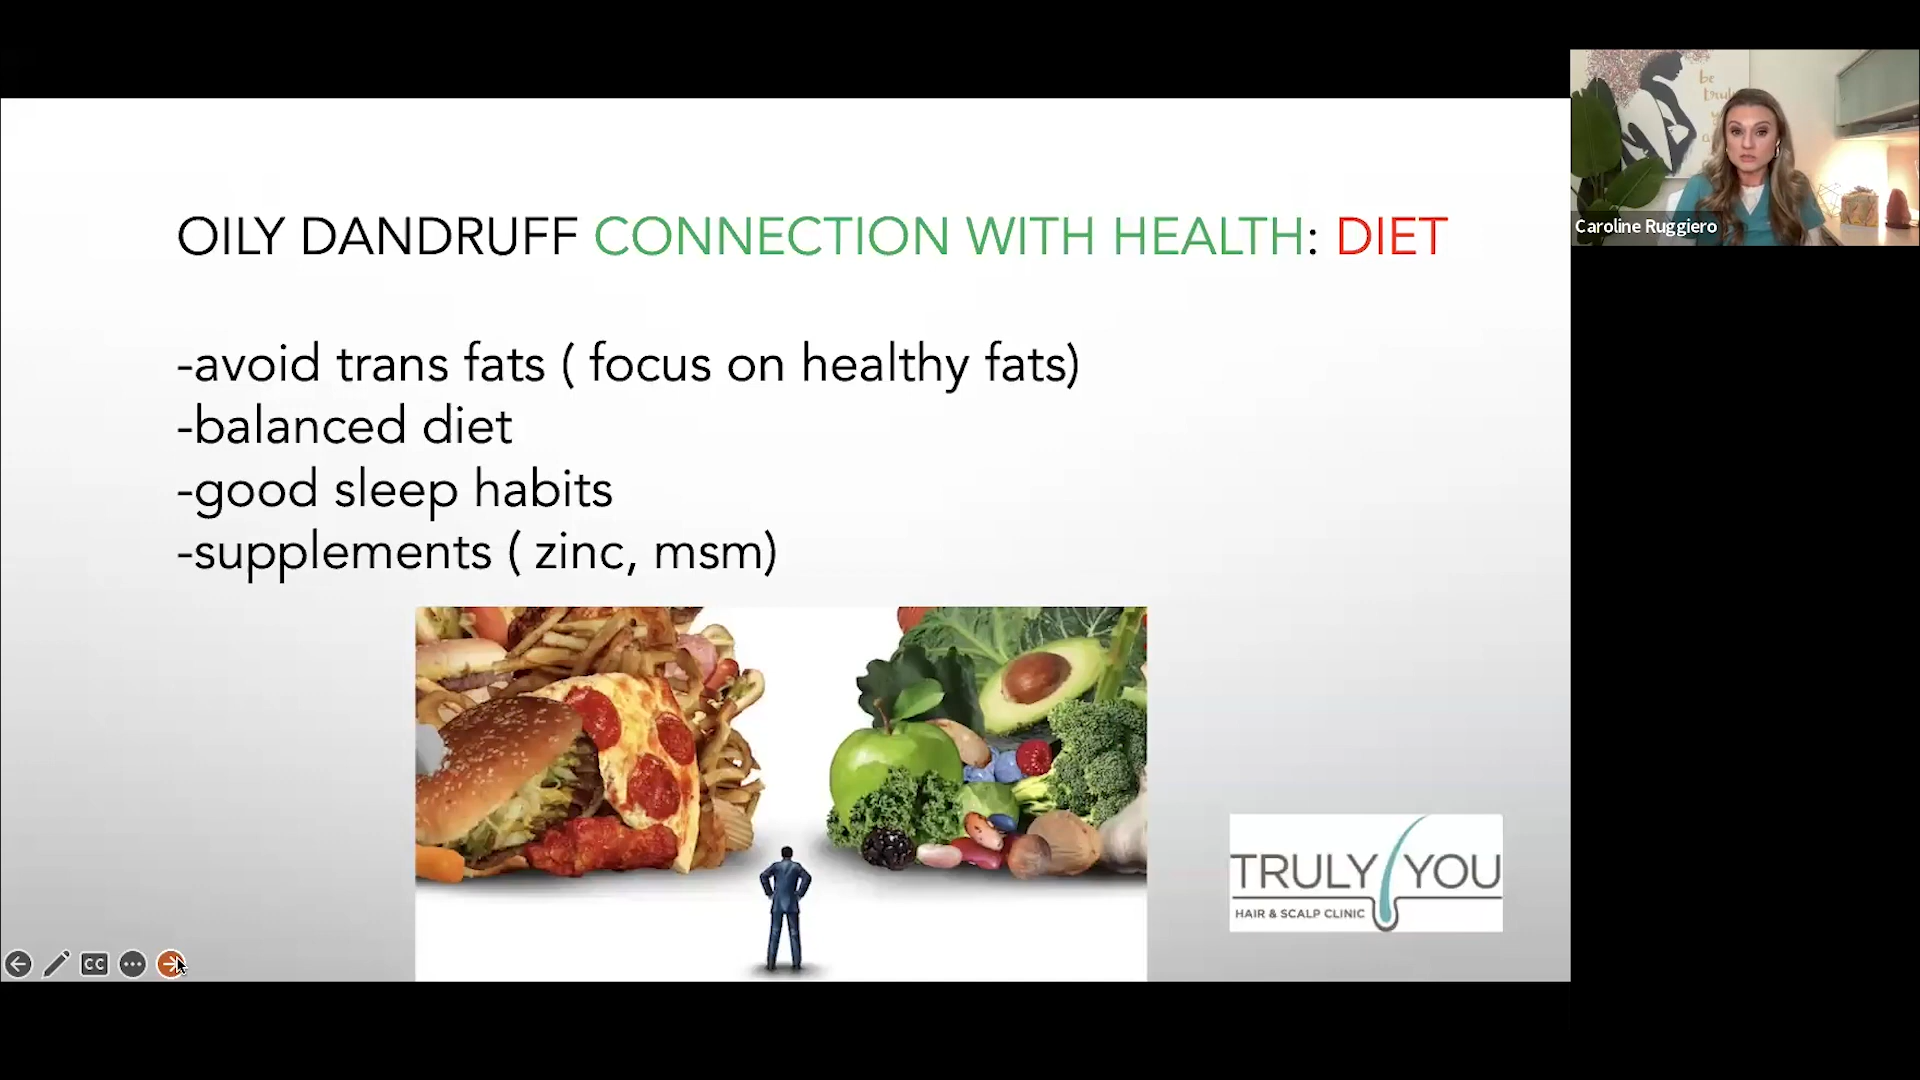 OILY DANDRUFF CONNECTION WITH HEALTH: DIET
-avoid trans fats ( focus on healthy fats)
-balanced diet
-good sleep habits
-supplements ( zinc, msm)
TRULY YOU
HAIR & SCALP CLINIC
CC
be
Caroline Ruggiero